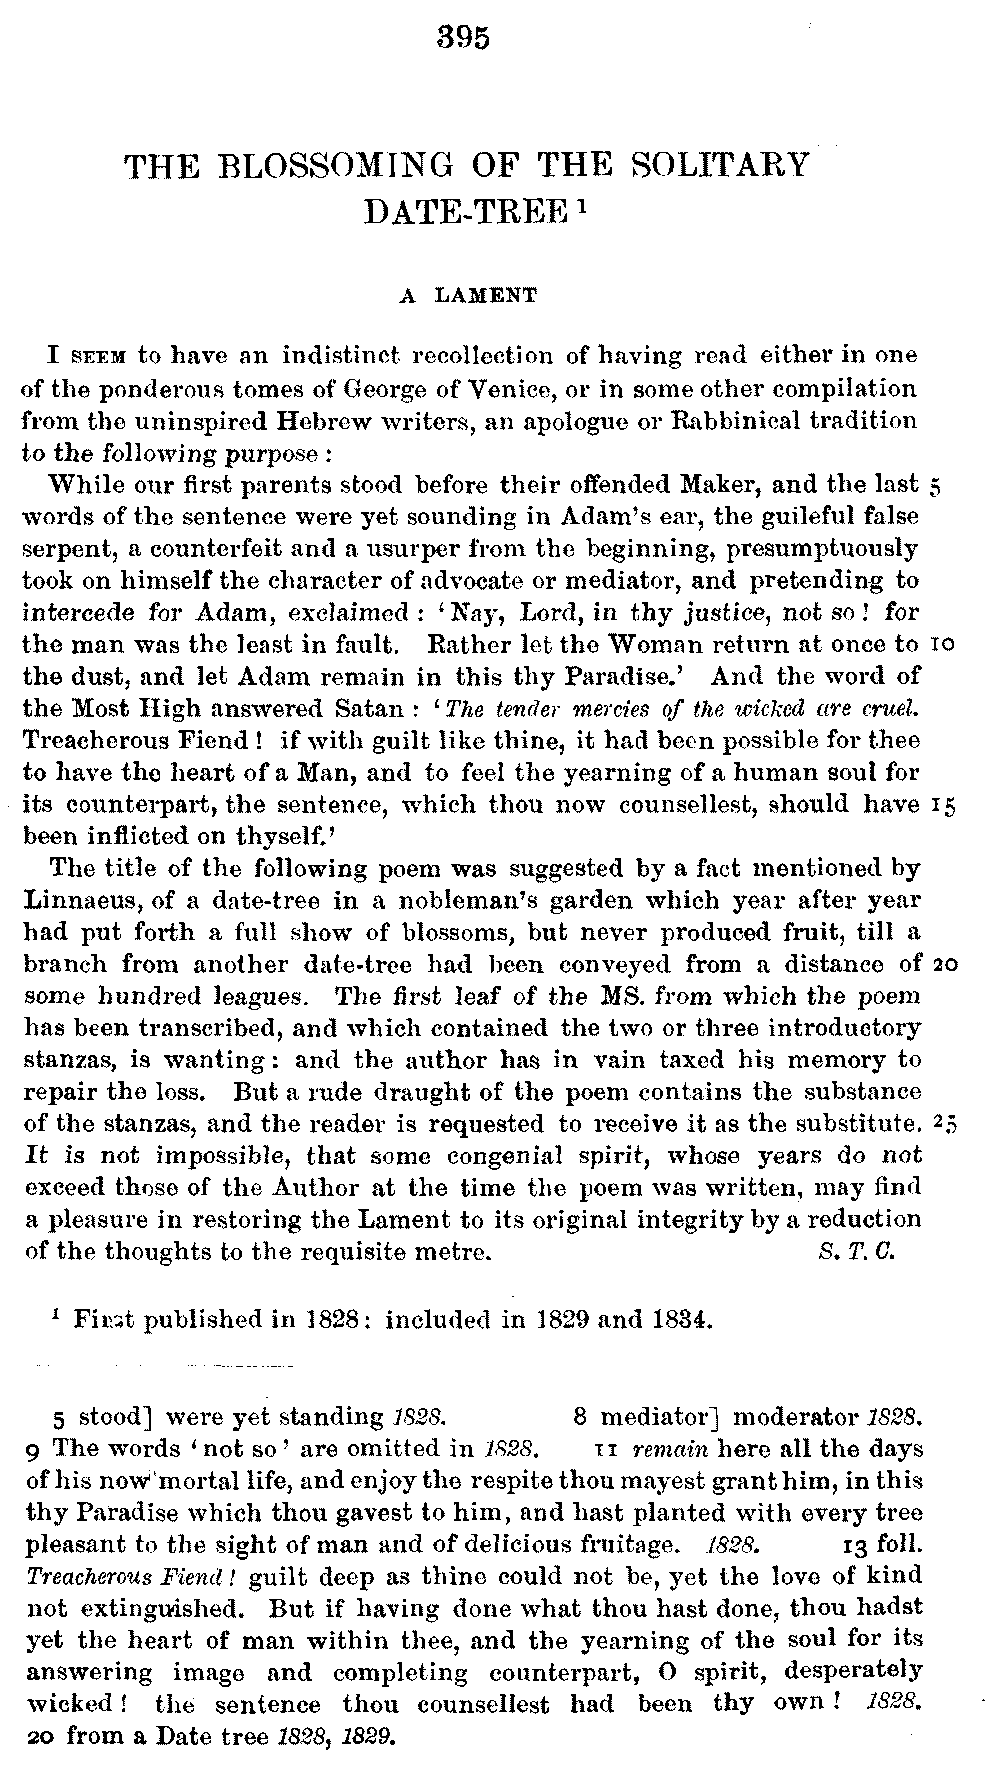 395
THE BLOSSOMING OF THE SOLITARY
DATE-TREE ¹
A LAMENT
I SEEM to have an indistinct recollection of having read either in one
of the ponderous tomes of George of Venice, or in some other compilation
from the uninspired Hebrew writers, an apologue or Rabbinical tradition
to the following purpose :
While our first parents stood before their offended Maker, and the last 5
words of the sentence were yet sounding in Adam's ear, the guileful false
serpent, a counterfeit and a usurper from the beginning, presumptuously
took on himself the character of advocate or mediator, and pretending to
intercede for Adam, exclaimed : ‘Nay, Lord, in thy justice, not so ! for
the man was the least in fault. Rather let the Woman return at once to 10
the dust, and let Adam remain in this thy Paradise.’ And the word of
the Most High answered Satan : ‘The tender mercies of the wicked are cruel.
Treacherous Fiend ! if with guilt like thine, it had been possible for thee
to have the heart of a Man, and to feel the yearning of a human soul for
its counterpart, the sentence, which thou now counsellest, should have 15
been inflicted on thyself.’
The title of the following poem was suggested by a fact mentioned by
Linnaeus, of a date-tree in a nobleman's garden which year after year
had put forth a full show of blossoms, but never produced fruit, till a
branch from another date-tree had been conveyed from a distance of 20
some hundred leagues. The first leaf of the MS. from which the poem
has been transcribed, and which contained the two or three introductory
stanzas, is wanting : and the author has in vain taxed his memory to
repair the loss. But a rude draught of the poem contains the substance
of the stanzas, and the reader is requested to receive it as the substitute. 25
It is not impossible, that some congenial spirit, whose years do not
exceed those of the Author at the time the poem was written, may find
a pleasure in restoring the Lament to its original integrity by a reduction
of the thoughts to the requisite metre. S. T. C.
¹ First published in 1828 : included in 1829 and 1834.
5 stood] were yet standing 1828. 8 mediator] moderator 1828.
9 The words ‘not so’ are omitted in 1828. 11 remain here all the days
of his now mortal life, and enjoy the respite thou mayest grant him, in this
thy Paradise which thou gavest to him, and hast planted with every tree
pleasant to the sight of man and of delicious fruitage. 1828. 13 foll.
Treacherous Fiend ! guilt deep as thine could not be, yet the love of kind
not extinguished. But if having done what thou hast done, thou hadst
yet the heart of man within thee, and the yearning of the soul for its
answering image and completing counterpart, O spirit, desperately
wicked ! the sentence thou counsellest had been thy own ! 1828.
20 from a Date tree 1828, 1829.